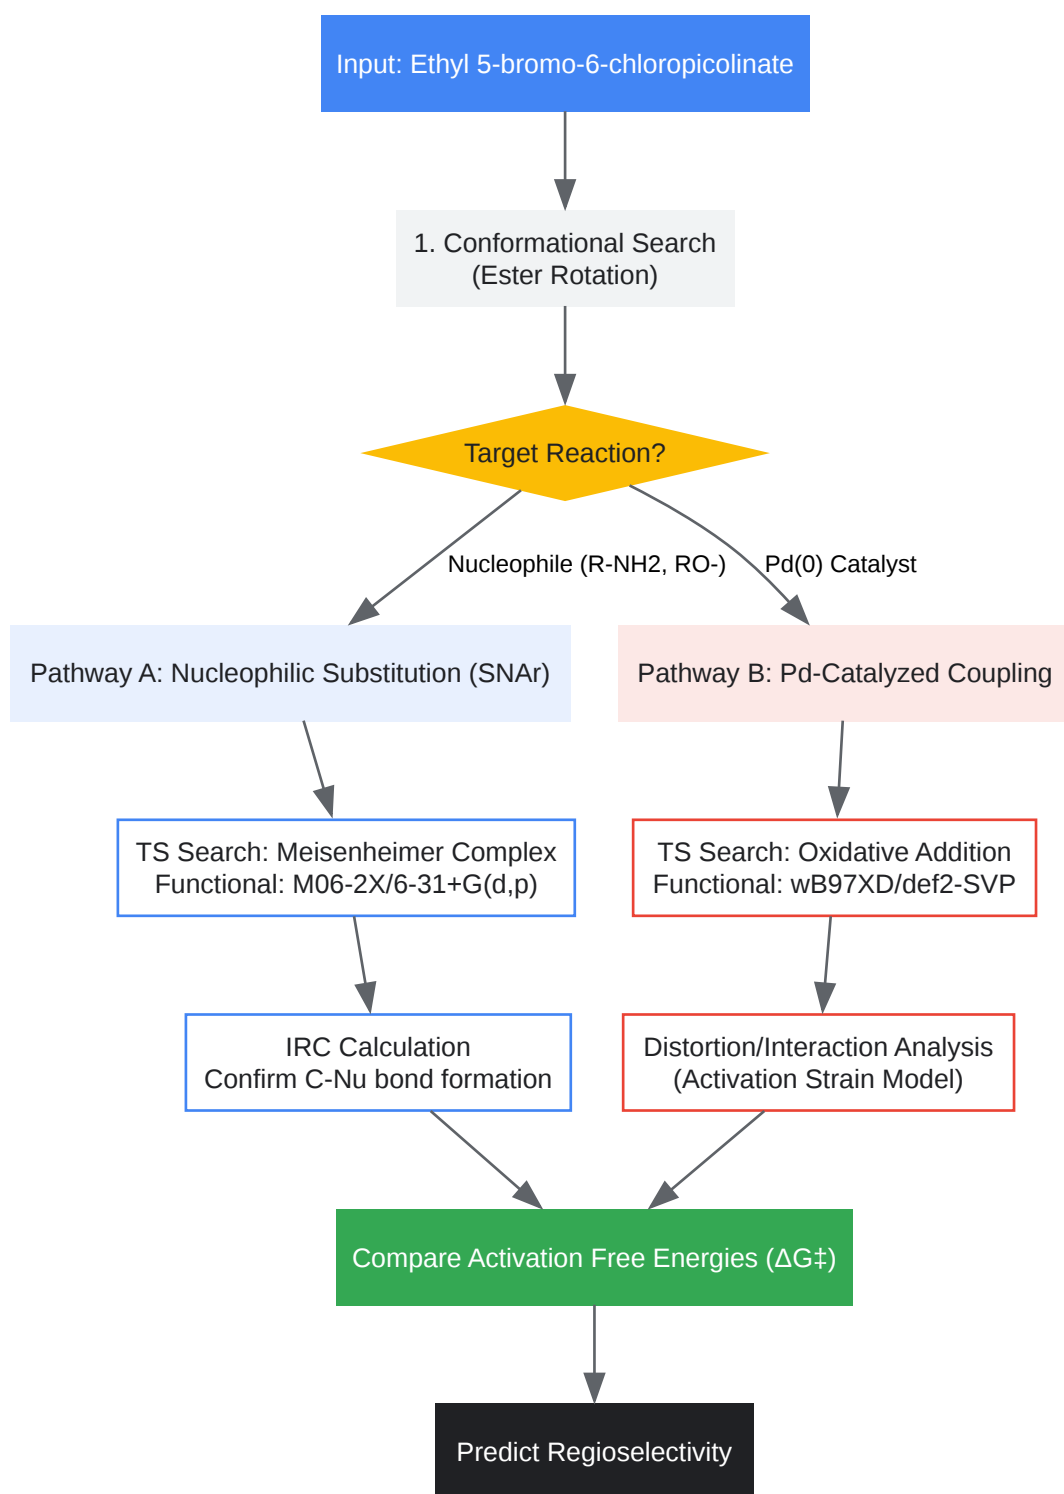 Input: Ethyl 5-bromo-6-chloropicolinate
1. Conformational Search
(Ester Rotation)
Target Reaction?
Nucleophile (R-NH2, RO-)
Pd(0) Catalyst
Pathway A: Nucleophilic Substitution (SNAr)
Pathway B: Pd-Catalyzed Coupling
TS Search: Meisenheimer Complex
Functional: M06-2X/6-31+G(d,p)
TS Search: Oxidative Addition
Functional: wB97XD/def2-SVP
IRC Calculation
Confirm C-Nu bond formation
Distortion/Interaction Analysis
(Activation Strain Model)
Compare Activation Free Energies (ΔG‡)
Predict Regioselectivity